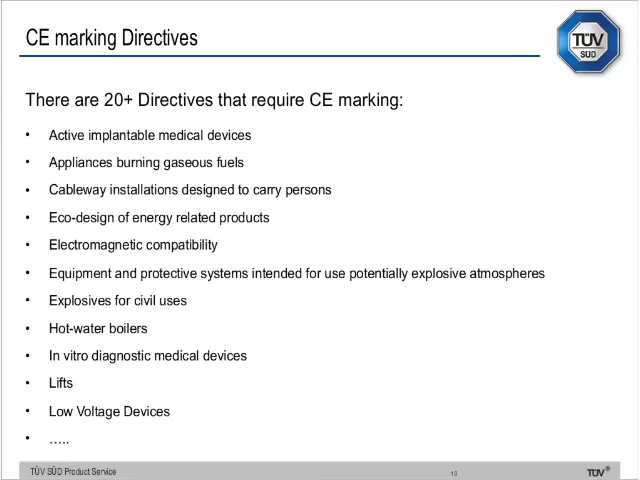 CE marking Directives
TÜV
SÜD
There are 20+ Directives that require CE marking:
• Active implantable medical devices
• Appliances burning gaseous fuels
• Cableway installations designed to carry persons
• Eco-design of energy related products
• Electromagnetic compatibility
• Equipment and protective systems intended for use potentially explosive atmospheres
• Explosives for civil uses
• Hot-water boilers
• In vitro diagnostic medical devices
• Lifts
• Low Voltage Devices
• …..
TÜV SÜD Product Service
10
TÜV®